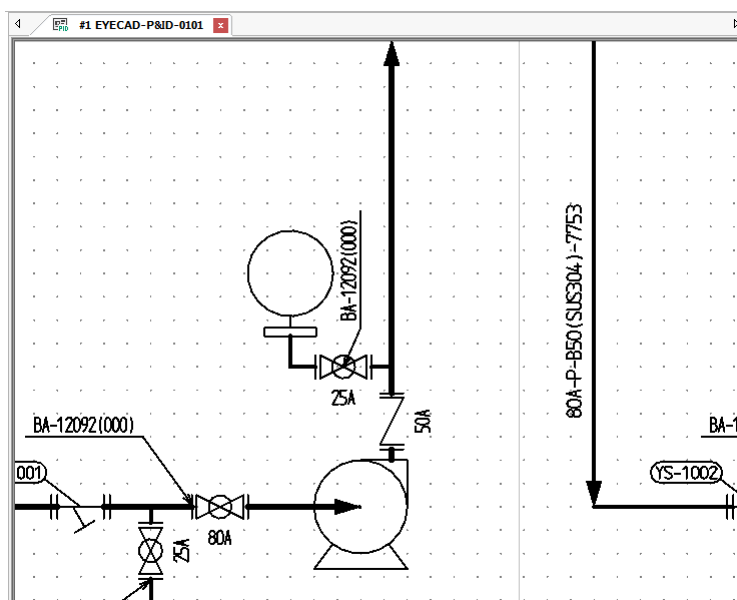 #1 EYECAD-P&ID-0101
BA-12092(000)
80A-P-B50(SUS304)-7753
25A
50A
BA-12092(000)
BA-1
001
YS-1002
80A
25A